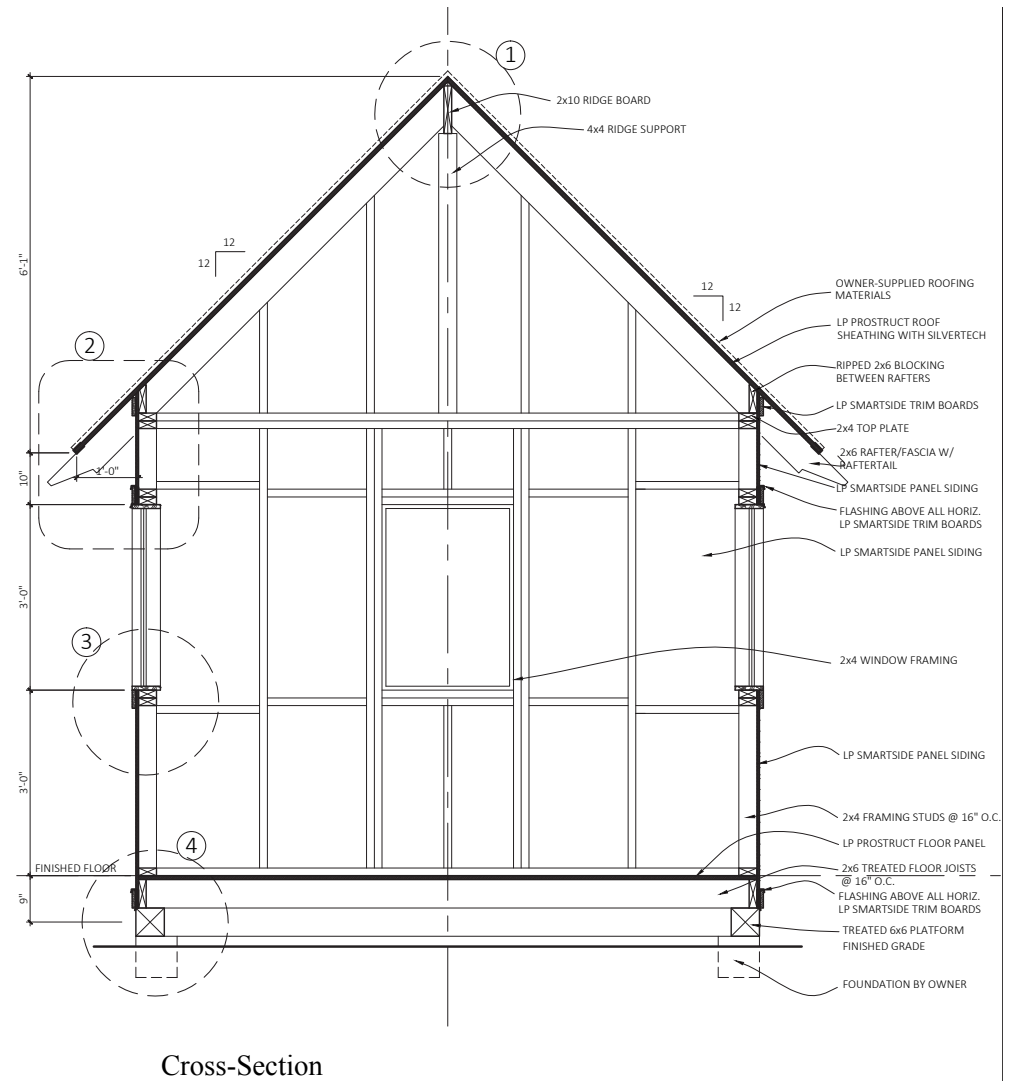 1
2x10 RIDGE BOARD
4x4 RIDGE SUPPORT
6'-1"
12
12
12
12
OWNER-SUPPLIED ROOFING
MATERIALS
LP PROSTRUCT ROOF
SHEATHING WITH SILVERTECH
2
RIPPED 2x6 BLOCKING
BETWEEN RAFTERS
LP SMARTSIDE TRIM BOARDS
2x4 TOP PLATE
2x6 RAFTER/FASCIA W/
RAFTERTAIL
1'-0"
10"
LP SMARTSIDE PANEL SIDING
FLASHING ABOVE ALL HORIZ.
LP SMARTSIDE TRIM BOARDS
LP SMARTSIDE PANEL SIDING
3'-0"
3
2x4 WINDOW FRAMING
LP SMARTSIDE PANEL SIDING
3'-0"
2x4 FRAMING STUDS @ 16" O.C.
4
LP PROSTRUCT FLOOR PANEL
FINISHED FLOOR
2x6 TREATED FLOOR JOISTS
@ 16" O.C.
9"
FLASHING ABOVE ALL HORIZ.
LP SMARTSIDE TRIM BOARDS
TREATED 6x6 PLATFORM
FINISHED GRADE
FOUNDATION BY OWNER
Cross-Section